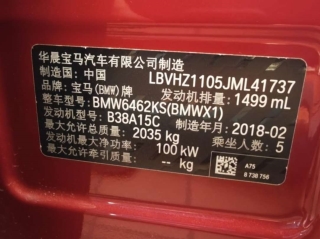 华晨宝马汽车有限公司制造
制造国：中国 LBVHZ1105JML41737
品牌：宝马(BMW)牌 发动机排量：1499 mL
整车型号：BMW6462KS(BMWX1)
发动机型号：B38A15C 制造年月：2018-02
最大允许总质量：2035 kg 乘坐人数：5
发动机最大净功率：100 kW
最大允许牵引质量：-- kg
A75
8 738 756